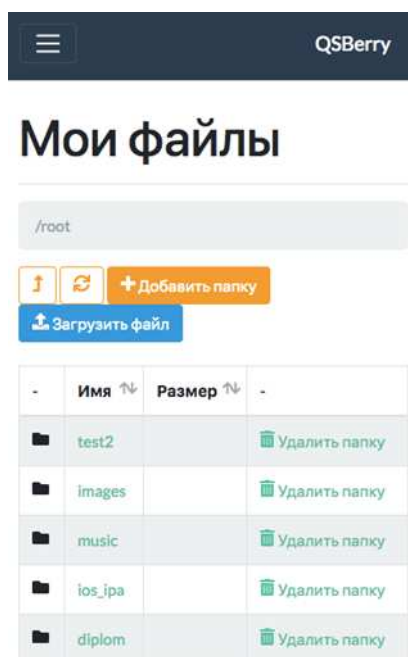 QSBerry
Мои файлы
/root
Добавить папку
Загрузить файл
- Имя Размер -
test2 Удалить папку
images Удалить папку
music Удалить папку
ios_ipa Удалить папку
diplom Удалить папку